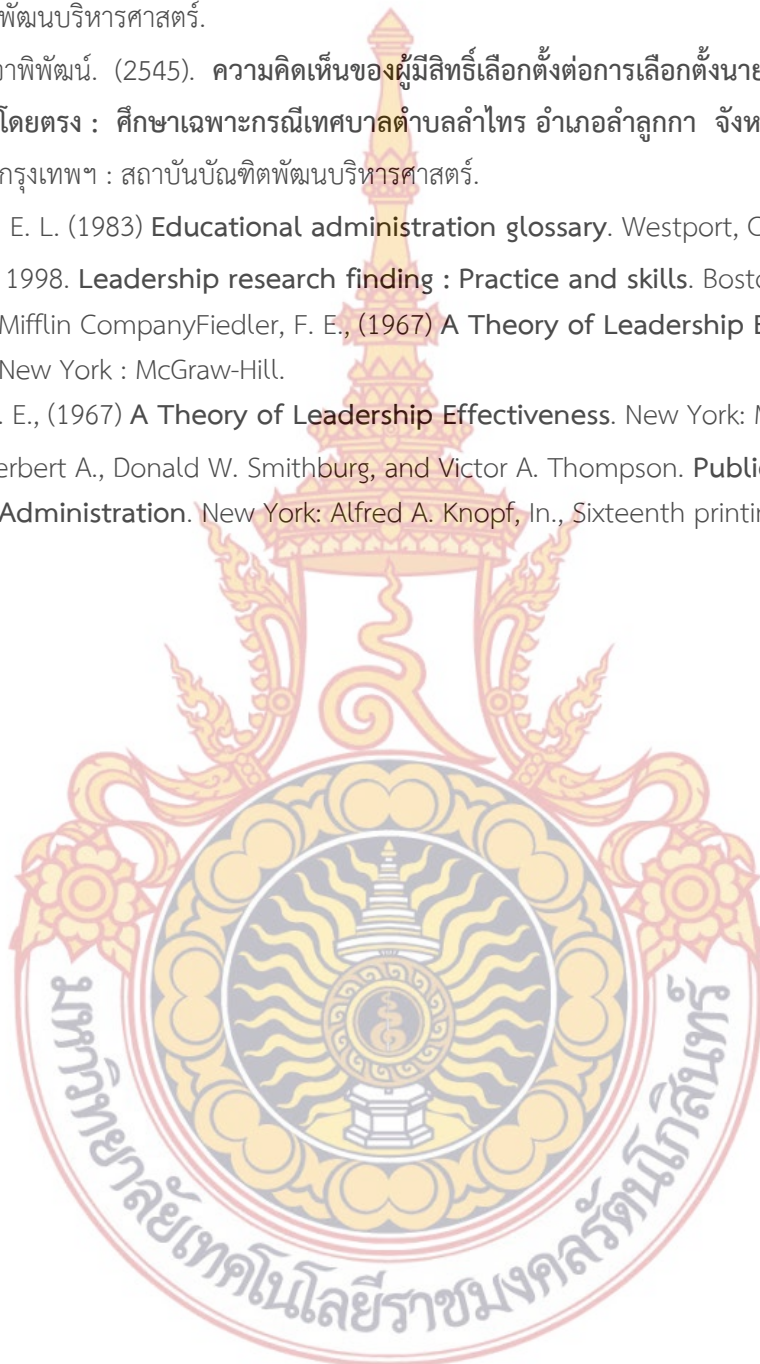 พัฒนบริหารศาสตร์.
าพิพัฒน์. (2545). ความคิดเห็นของผู้มีสิทธิ์เลือกตั้งต่อการเลือกตั้งนาย
โดยตรง : ศึกษาเฉพาะกรณีเทศบาลตำบลลำไทร อำเภอลำลูกกา จังห
กรุงเทพฯ : สถาบันบัณฑิตพัฒนบริหารศาสตร์.
E. L. (1983) Educational administration glossary. Westport, C
1998. Leadership research finding : Practice and skills. Bosto
Mifflin CompanyFiedler, F. E., (1967) A Theory of Leadership E
New York : McGraw-Hill.
. E., (1967) A Theory of Leadership Effectiveness. New York: M
erbert A., Donald W. Smithburg, and Victor A. Thompson. Public
Administration. New York: Alfred A. Knopf, In., Sixteenth printin
มหาวิทยาลัยเทคโนโลยีราชมงคลรัตนโกสินทร์